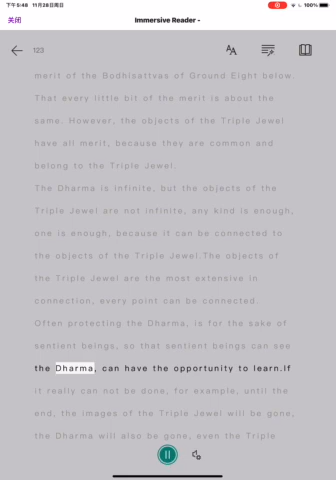 下午5:48 11月28日周日
100%
关闭
Immersive Reader
123
merit of the Bodhisattvas of Ground Eight below.
That every little bit of the merit is about the
same. However, the objects of the Triple Jewel
have all merit, because they are common and
belong to the Triple Jewel.
The Dharma is infinite, but the objects of the
Triple Jewel are not infinite, any kind is enough,
one is enough, because it can be connected to
the objects of the Triple Jewel.The objects of
the Triple Jewel are the most extensive in
connection, every point can be connected.
Often protecting the Dharma, is for the sake of
sentient beings, so that sentient beings can see
the Dharma, can have the opportunity to learn.If
it really can not be done, for example, until the
end, the images of the Triple Jewel will be gone,
the Dharma will also be gone, even the Triple